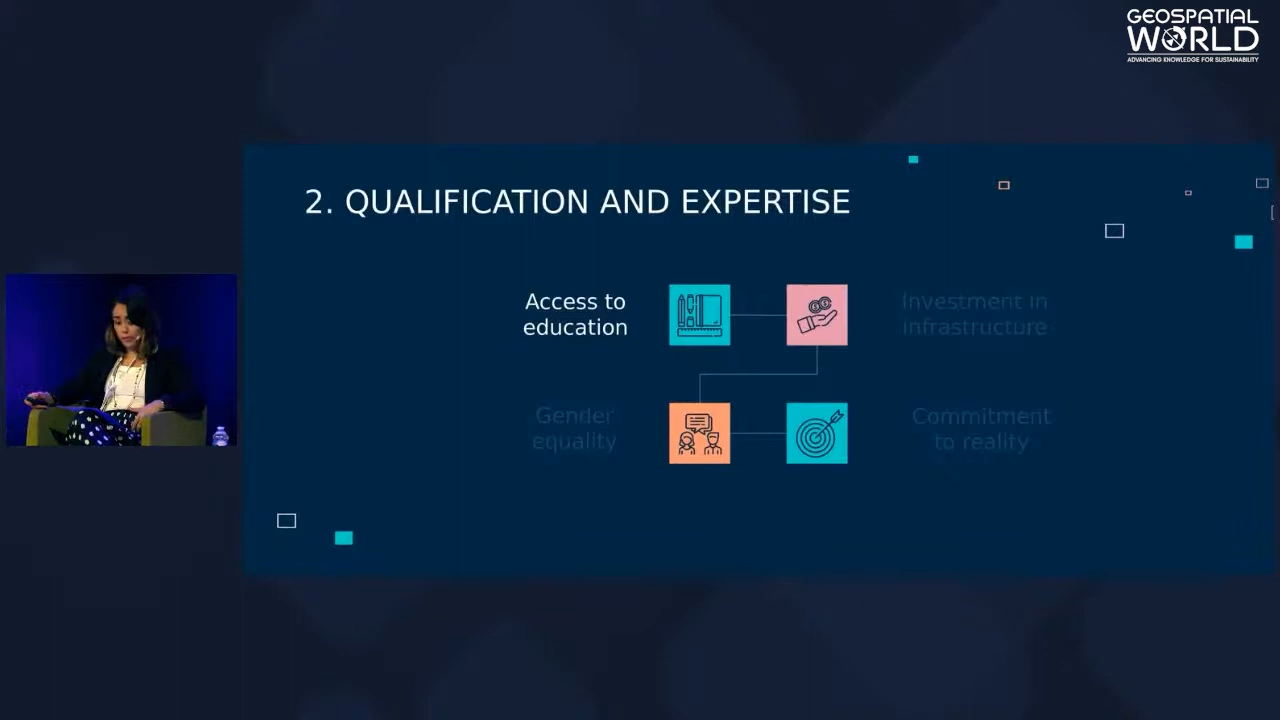 GEOSPATIAL
WORLD
ADVANCING KNOWLEDGE FOR SUSTAINABILITY
2. QUALIFICATION AND EXPERTISE
Access to
education
Investment in
infrastructure
Gender
equality
Commitment
to reality